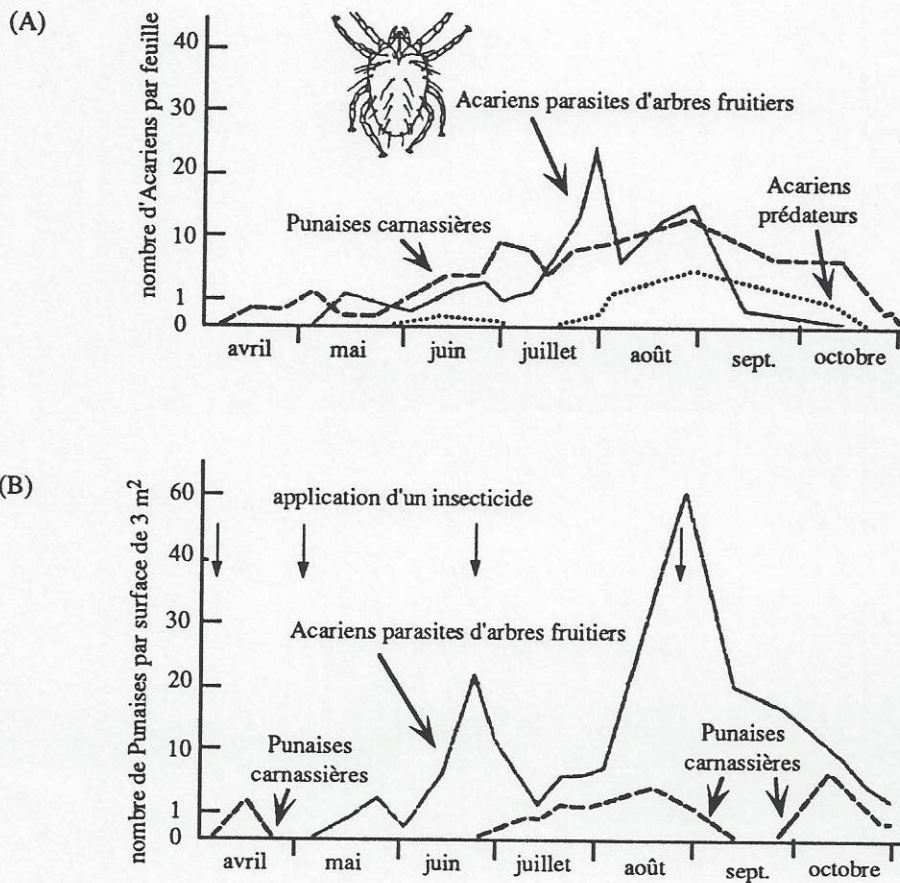 (A)
nombre d'Acariens par feuille
40
30
20
10
1
0
Acariens parasites d'arbres fruitiers
Punaises carnassières
Acariens
prédateurs
avril
mai
juin
juillet
août
sept.
octobre
(B)
nombre de Punaises par surface de 3 m²
60
40
30
20
10
1
0
application d'un insecticide
Acariens parasites d'arbres fruitiers
Punaises
carnassières
Punaises
carnassières
avril
mai
juin
juillet
août
sept.
octobre